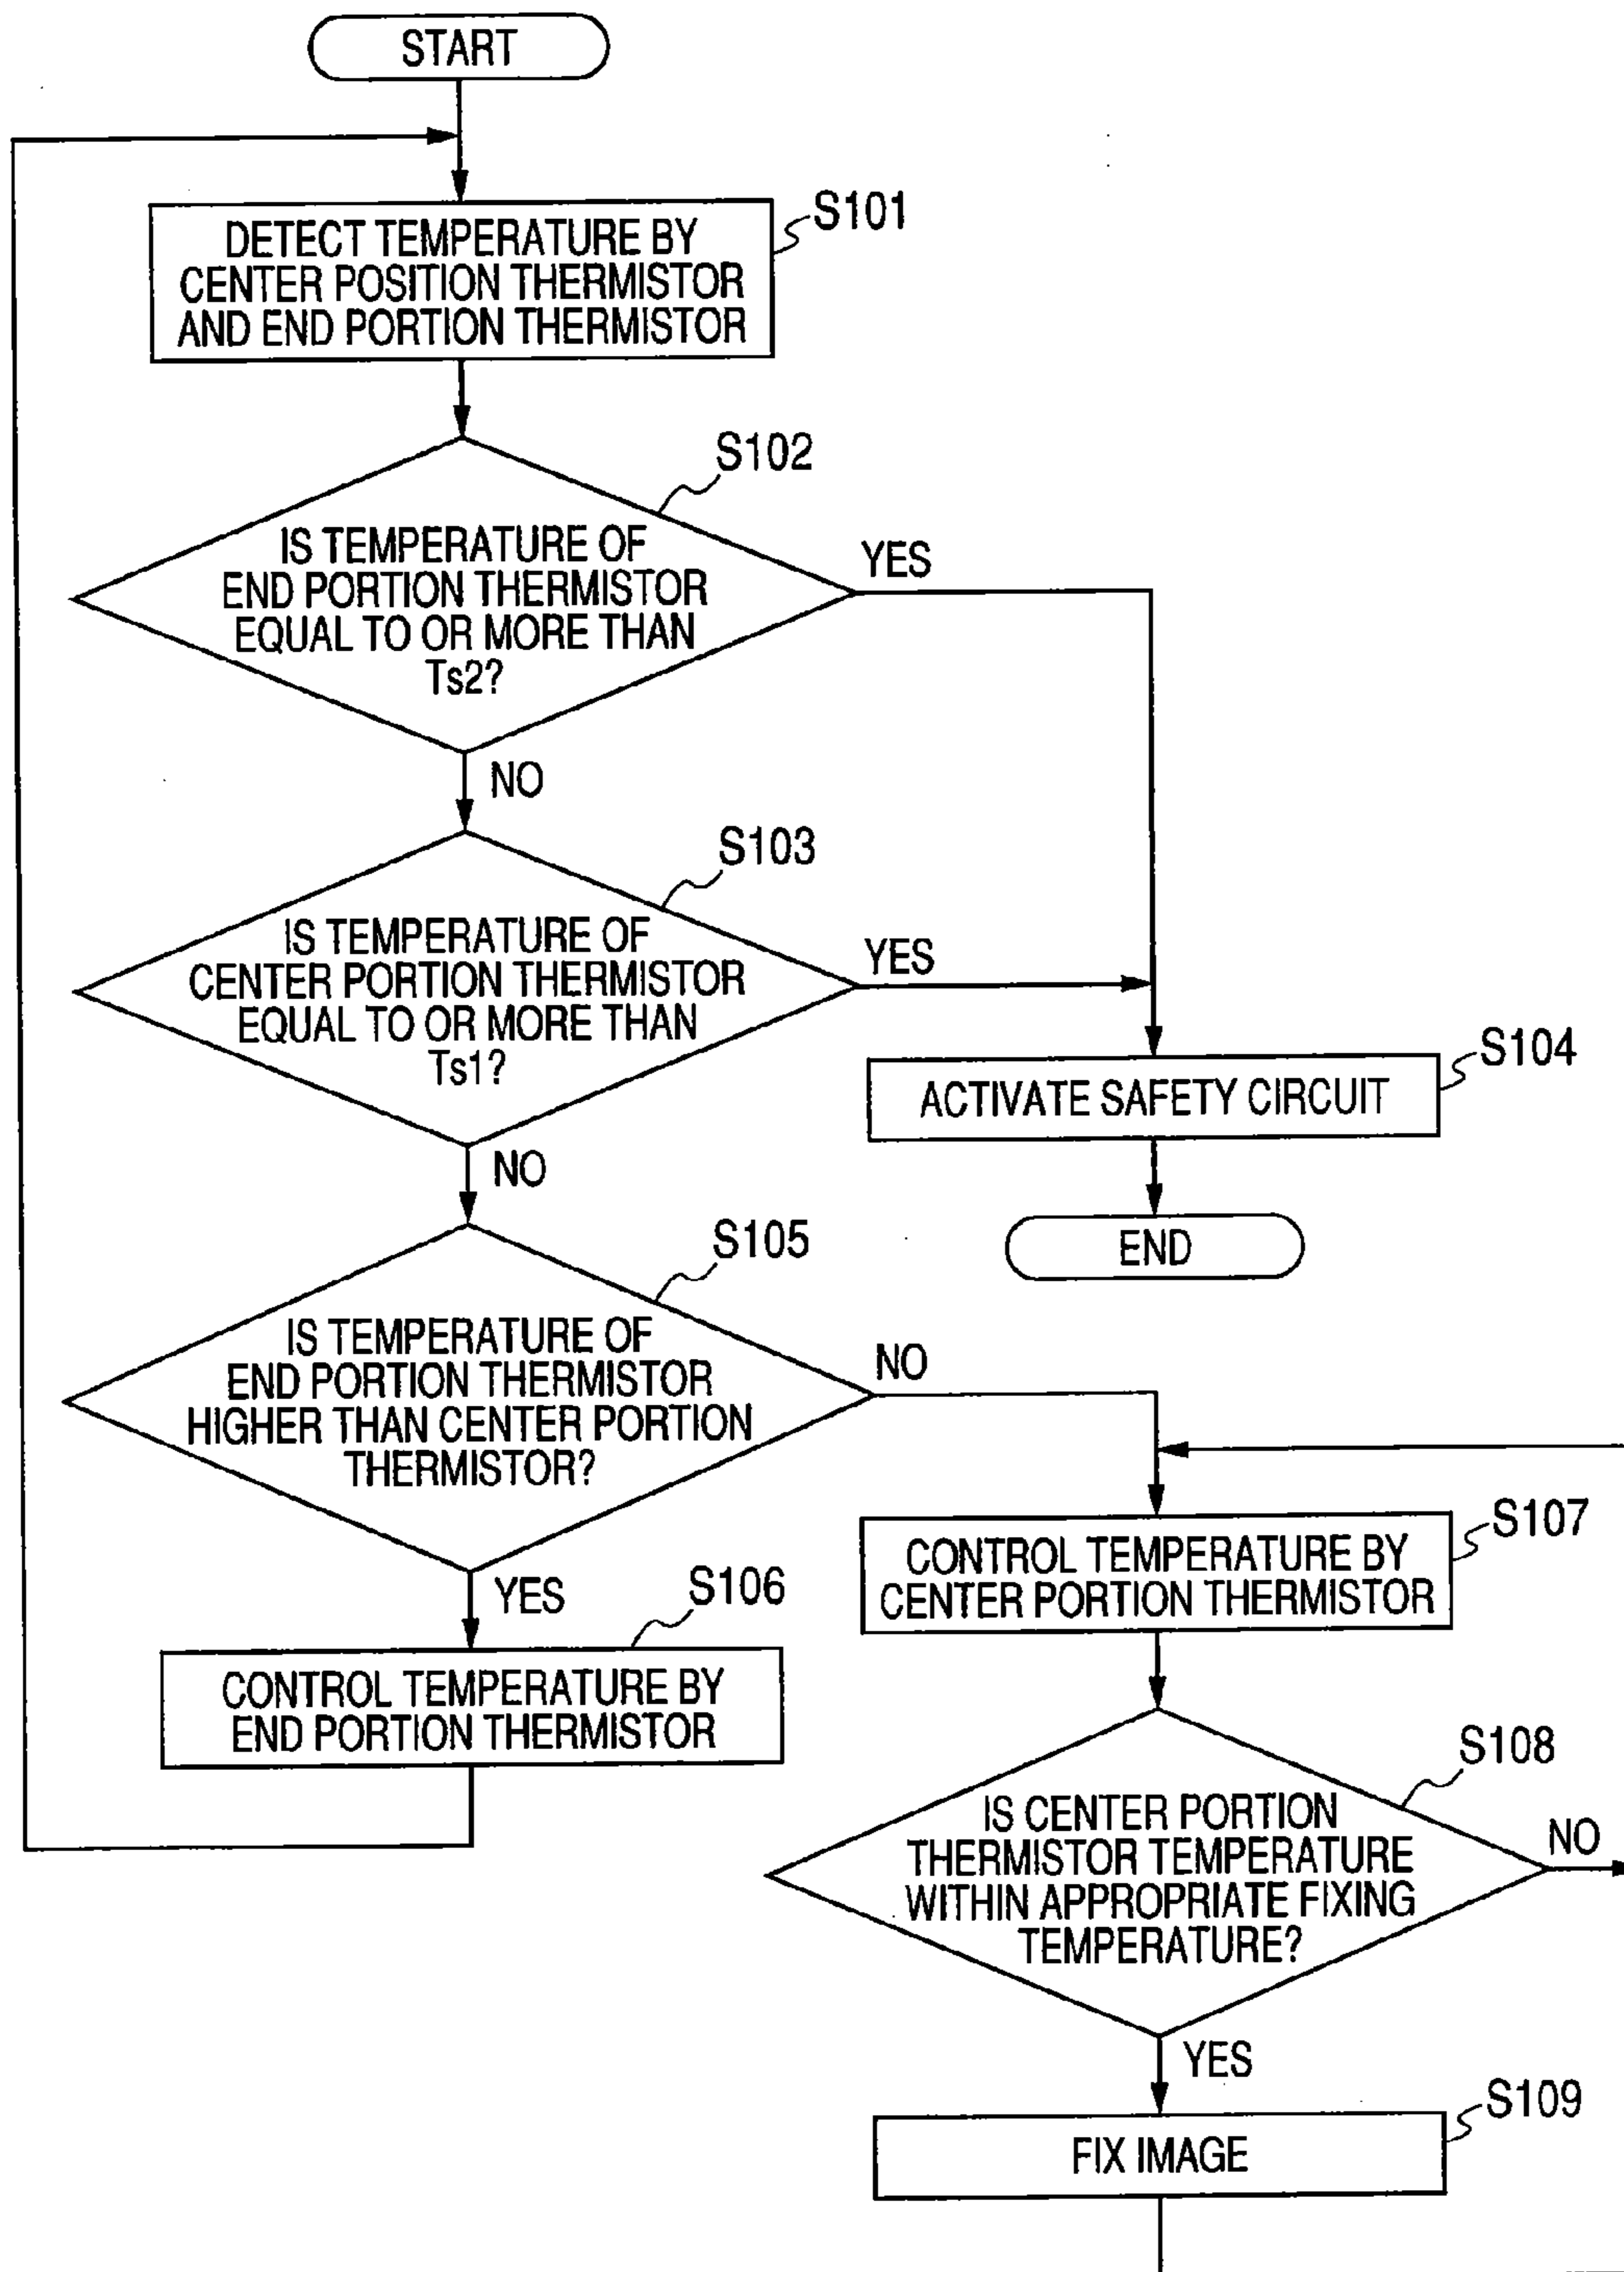 START
S101
DETECT TEMPERATURE BY
CENTER POSITION THERMISTOR
AND END PORTION THERMISTOR
S102
IS TEMPERATURE OF
END PORTION THERMISTOR
EQUAL TO OR MORE THAN
Ts2?
YES
NO
S103
IS TEMPERATURE OF
CENTER PORTION THERMISTOR
EQUAL TO OR MORE THAN
Ts1?
YES
NO
S104
ACTIVATE SAFETY CIRCUIT
END
S105
IS TEMPERATURE OF
END PORTION THERMISTOR
HIGHER THAN CENTER PORTION
THERMISTOR?
NO
YES
S106
CONTROL TEMPERATURE BY
END PORTION THERMISTOR
S107
CONTROL TEMPERATURE BY
CENTER PORTION THERMISTOR
S108
IS CENTER PORTION
THERMISTOR TEMPERATURE
WITHIN APPROPRIATE FIXING
TEMPERATURE?
NO
YES
S109
FIX IMAGE